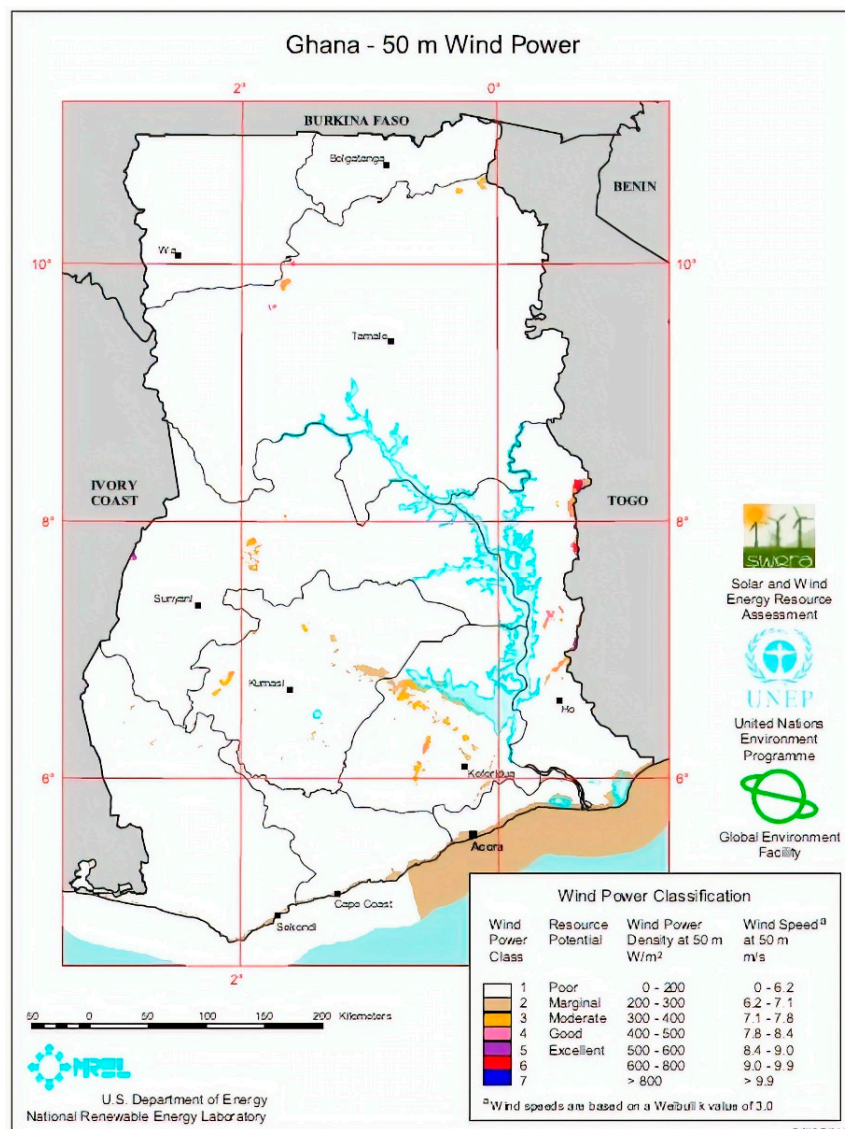 Ghana - 50 m Wind Power
2°
0°
BURKINA FASO
Bolgatanga
BENIN
Wa
10°
10°
Tamale
IVORY
COAST
TOGO
8°
8°
Sunyani
Kumasi
Ho
Koforidua
6°
6°
Accra
Cape Coast
Sekondi
2°
swera
Solar and Wind
Energy Resource
Assessment
UNEP
United Nations
Environment
Programme
Global Environment
Facility
Wind Power Classification
Wind Power Class Resource Potential Wind Power Density at 50 m W/m² Wind Speed a at 50 m m/s
1 Poor 0 - 200 0 - 6.2
2 Marginal 200 - 300 6.2 - 7.1
3 Moderate 300 - 400 7.1 - 7.8
4 Good 400 - 500 7.8 - 8.4
5 Excellent 500 - 600 8.4 - 9.0
6 600 - 800 9.0 - 9.9
7 > 800 > 9.9
a Wind speeds are based on a Weibull k value of 3.0
50 0 50 100 150 200 Kilometers
NREL
U.S. Department of Energy
National Renewable Energy Laboratory